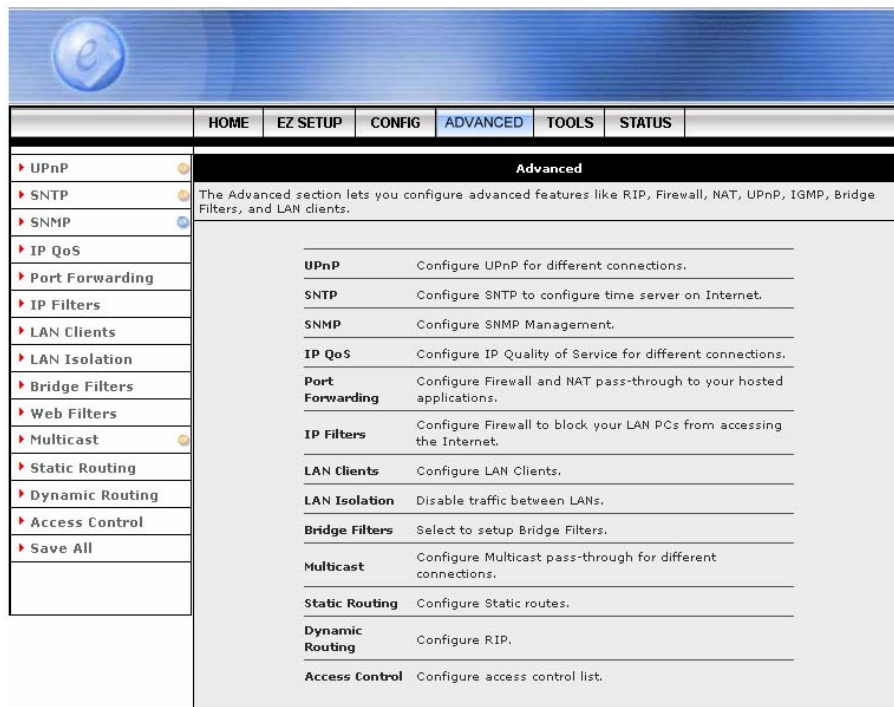 e
HOME EZ SETUP CONFIG ADVANCED TOOLS STATUS
UPnP
SNTP
SNMP
IP QoS
Port Forwarding
IP Filters
LAN Clients
LAN Isolation
Bridge Filters
Web Filters
Multicast
Static Routing
Dynamic Routing
Access Control
Save All
Advanced
The Advanced section lets you configure advanced features like RIP, Firewall, NAT, UPnP, IGMP, Bridge
Filters, and LAN clients.
UPnP Configure UPnP for different connections.
SNTP Configure SNTP to configure time server on Internet.
SNMP Configure SNMP Management.
IP QoS Configure IP Quality of Service for different connections.
Port Forwarding Configure Firewall and NAT pass-through to your hosted
applications.
IP Filters Configure Firewall to block your LAN PCs from accessing
the Internet.
LAN Clients Configure LAN Clients.
LAN Isolation Disable traffic between LANs.
Bridge Filters Select to setup Bridge Filters.
Multicast Configure Multicast pass-through for different
connections.
Static Routing Configure Static routes.
Dynamic Routing Configure RIP.
Access Control Configure access control list.